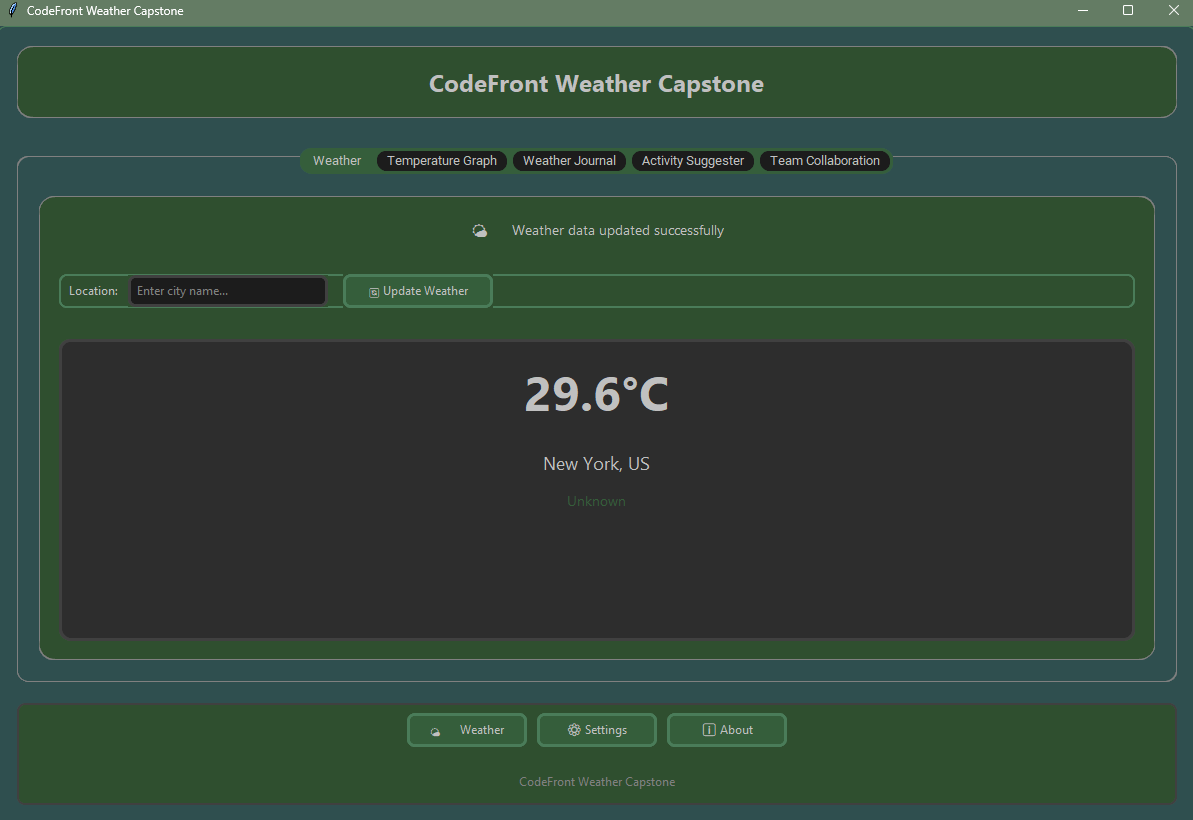 CodeFront Weather Capstone
CodeFront Weather Capstone
Weather Temperature Graph Weather Journal Activity Suggester Team Collaboration
Weather data updated successfully
Location: Enter city name... Update Weather
29.6°C
New York, US
Unknown
Weather Settings About
CodeFront Weather Capstone